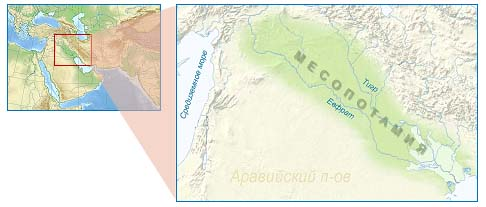 МЕСОПОТАМИЯ
Тигр
Евфрат
Средиземное море
Аравийский п-ов